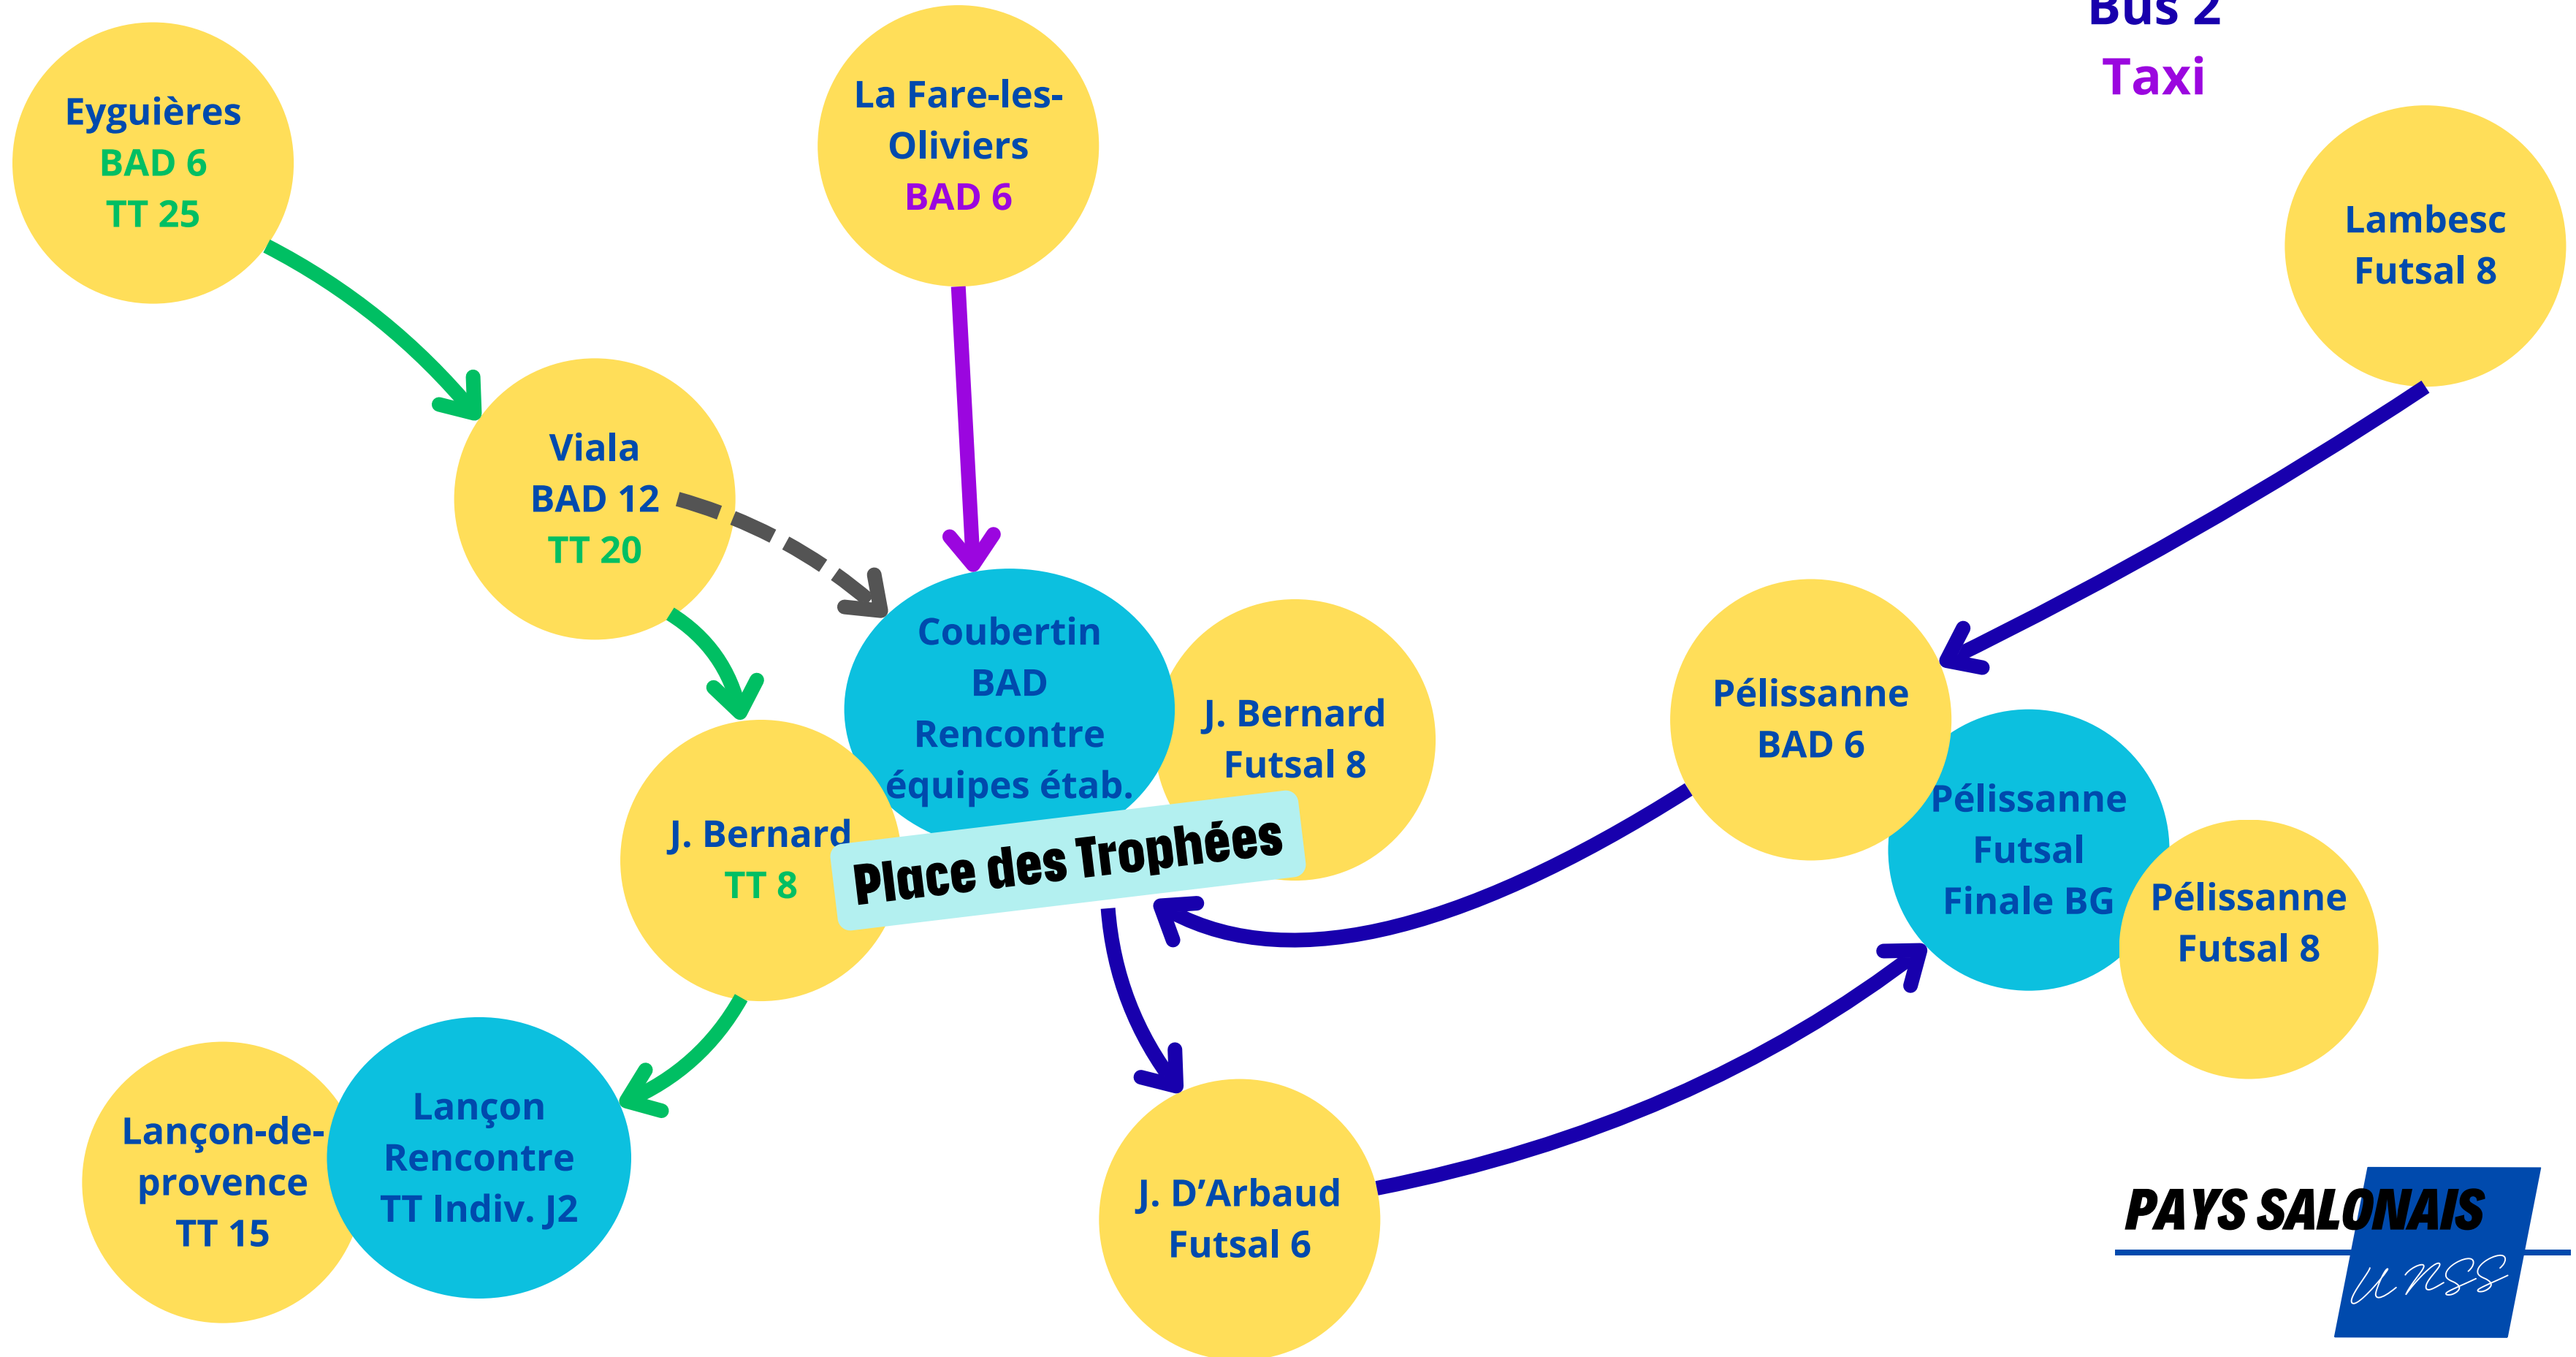 Bus 2
Taxi
Eyguières
BAD 6
TT 25
La Fare-les-
Oliviers
BAD 6
Lambesc
Futsal 8
Viala
BAD 12
TT 20
Coubertin
BAD
Rencontre
équipes étab.
J. Bernard
Futsal 8
Pélissanne
BAD 6
Pélissanne
Futsal
Finale BG
Pélissanne
Futsal 8
J. Bernard
TT 8
Place des Trophées
Lançon-de-
provence
TT 15
Lançon
Rencontre
TT Indiv. J2
J. D’Arbaud
Futsal 6
PAYS SALONAIS
UNSS